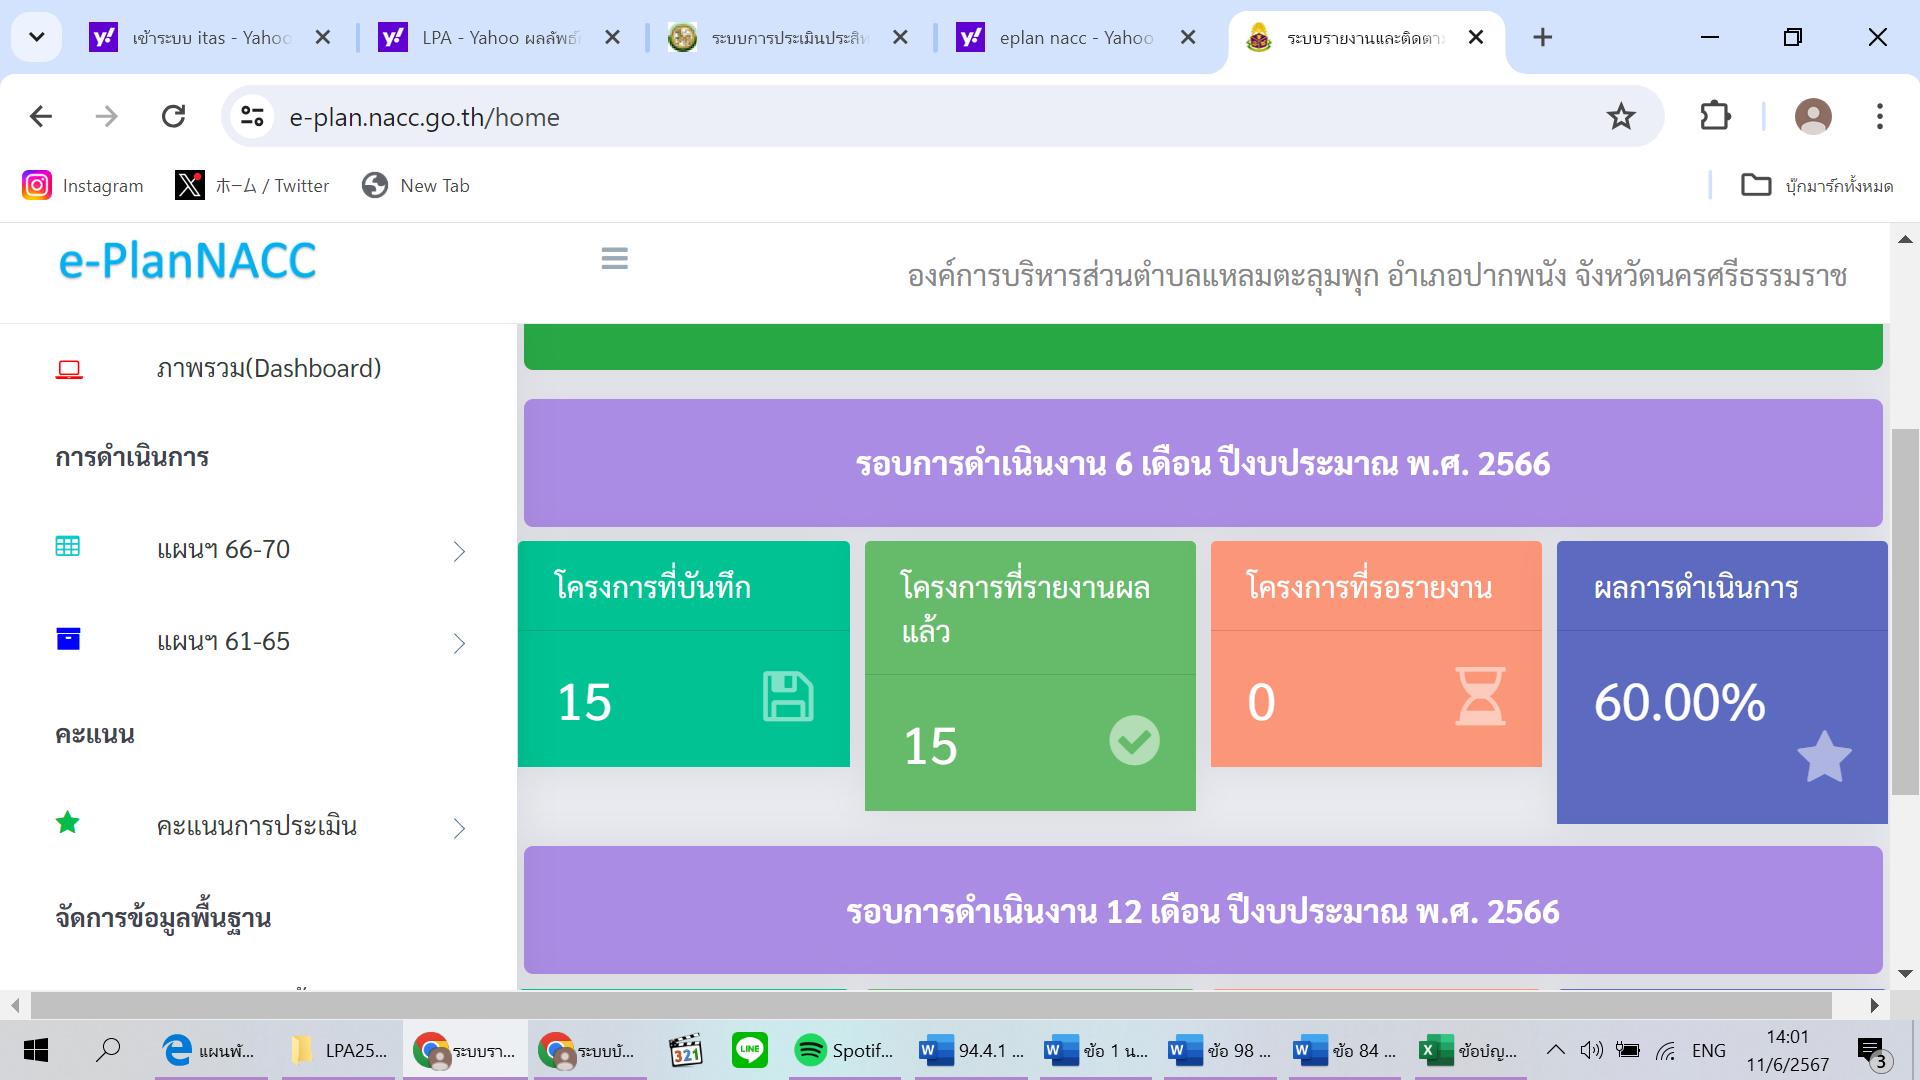 เข้าระบบ itas - Yahoo
LPA - Yahoo ผลลัพธ์
ระบบการประเมินประสิท
eplan nacc - Yahoo
ระบบรายงานและติดตาม
e-plan.nacc.go.th/home
Instagram
ホーム / Twitter
New Tab
บุ๊กมาร์กทั้งหมด
e-PlanNACC
องค์การบริหารส่วนตำบลแหลมตะลุมพุก อำเภอปากพนัง จังหวัดนครศรีธรรมราช
ภาพรวม(Dashboard)
การดำเนินการ
แผนฯ 66-70
แผนฯ 61-65
คะแนน
คะแนนการประเมิน
จัดการข้อมูลพื้นฐาน
รอบการดำเนินงาน 6 เดือน ปีงบประมาณ พ.ศ. 2566
โครงการที่บันทึก
15
โครงการที่รายงานผล
แล้ว
15
โครงการที่รอรายงาน
0
ผลการดำเนินการ
60.00%
รอบการดำเนินงาน 12 เดือน ปีงบประมาณ พ.ศ. 2566
แผนพั...
LPA25...
ระบบรา...
ระบบบั...
321
LINE
Spotif...
94.4.1 ...
ข้อ 1 น...
ข้อ 98 ...
ข้อ 84 ...
ข้อบัญ...
ENG
14:01
11/6/2567
3